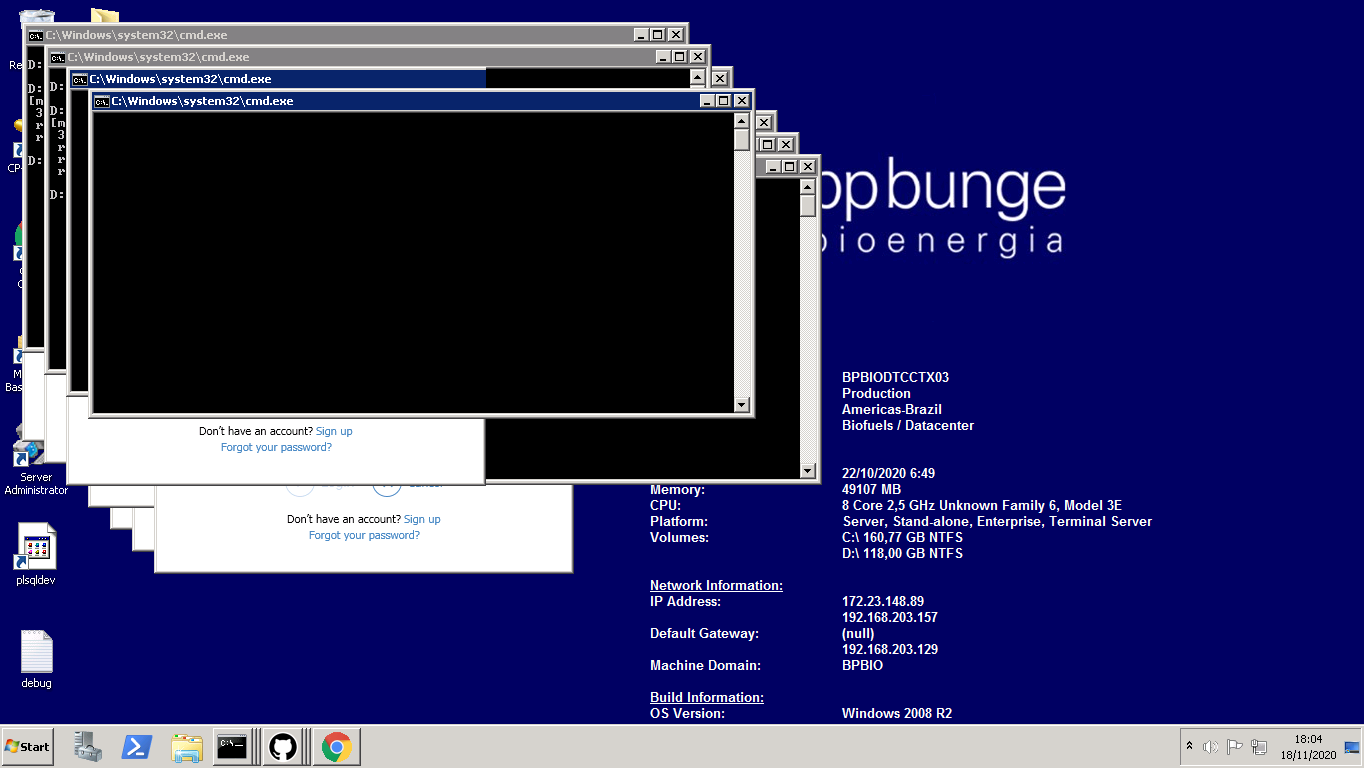 C:\Windows\system32\cmd.exe
C:\Windows\system32\cmd.exe
C:\Windows\system32\cmd.exe
C:\Windows\system32\cmd.exe
D:
D:
[m
3
r
r
D:
D:
D:
[m
3
r
r
r
D:
bunge
Server
Administrator
plsqldev
debug
Don't have an account? Sign up
Forgot your password?
Don't have an account? Sign up
Forgot your password?
BPBIODTCCTX03
Production
Americas-Brazil
Biofuels / Datacenter
22/10/2020 6:49
Memory: 49107 MB
CPU: 8 Core 2,5 GHz Unknown Family 6, Model 3E
Platform: Server, Stand-alone, Enterprise, Terminal Server
Volumes: C:\ 160,77 GB NTFS
D:\ 118,00 GB NTFS
Network Information:
IP Address: 172.23.148.89
192.168.203.157
Default Gateway: (null)
192.168.203.129
Machine Domain: BPBIO
Build Information:
OS Version: Windows 2008 R2
Start
18:04
18/11/2020